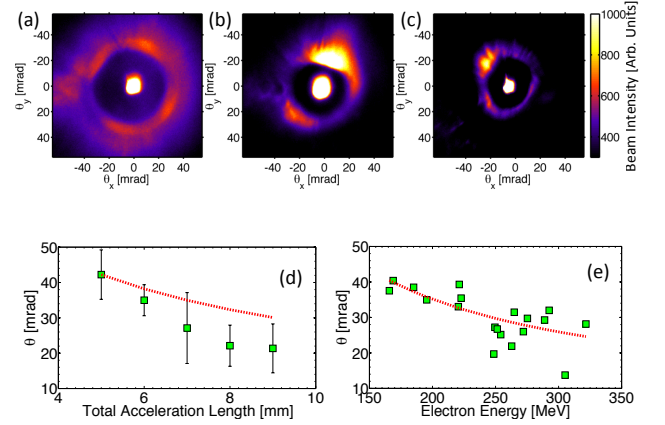 (a) (b) (c)
1000
900
800
700
600
500
400
Beam Intensity [Arb. Units]
-40
-20
0
20
40
θy [mrad]
-40 -20 0 20 40
θx [mrad]
-40
-20
0
20
40
θy [mrad]
-40 -20 0 20 40
θx [mrad]
-40
-20
0
20
40
θy [mrad]
-40 -20 0 20 40
θx [mrad]
50
40
30
20
10
θ [mrad]
(d)
4 6 8 10
Total Acceleration Length [mm]
50
40
30
20
10
θ [mrad]
(e)
150 200 250 300 350
Electron Energy [MeV]